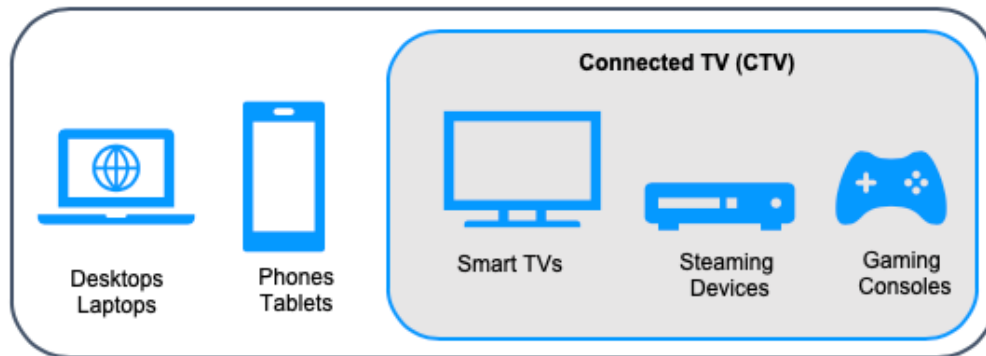 Connected TV (CTV)
Desktops
Laptops
Phones
Tablets
Smart TVs
Steaming
Devices
Gaming
Consoles